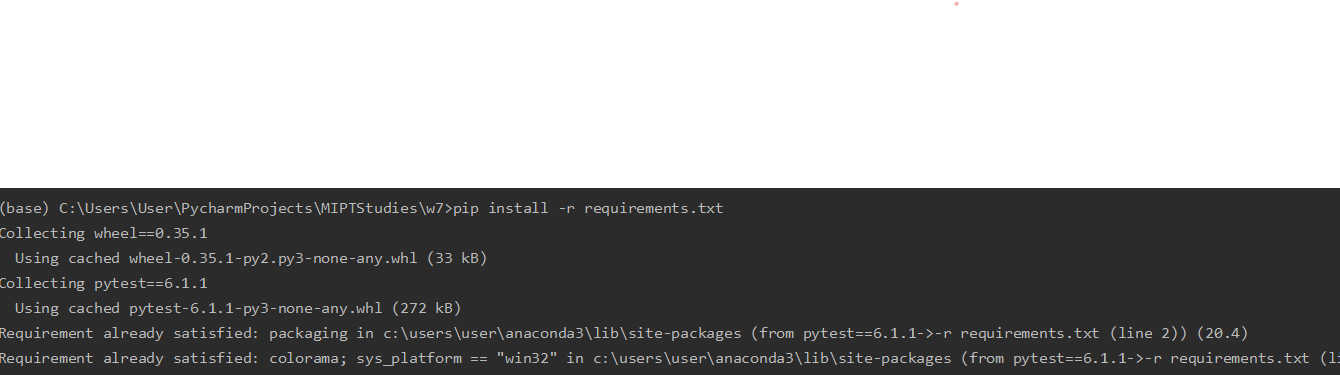 (base) C:\Users\User\PycharmProjects\MIPTStudies\w7>pip install -r requirements.txt
Collecting wheel==0.35.1
  Using cached wheel-0.35.1-py2.py3-none-any.whl (33 kB)
Collecting pytest==6.1.1
  Using cached pytest-6.1.1-py3-none-any.whl (272 kB)
Requirement already satisfied: packaging in c:\users\user\anaconda3\lib\site-packages (from pytest==6.1.1->-r requirements.txt (line 2)) (20.4)
Requirement already satisfied: colorama; sys_platform == "win32" in c:\users\user\anaconda3\lib\site-packages (from pytest==6.1.1->-r requirements.txt